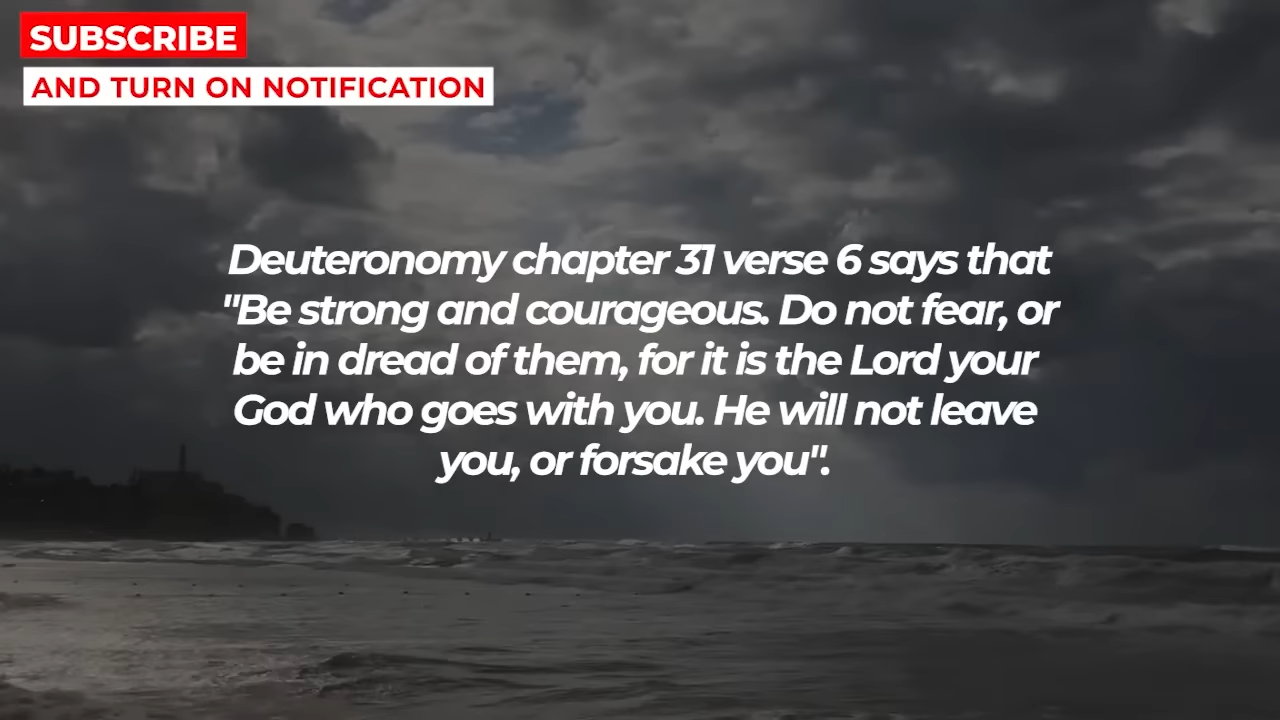 SUBSCRIBE
AND TURN ON NOTIFICATION
Deuteronomy chapter 31 verse 6 says that
"Be strong and courageous. Do not fear, or
be in dread of them, for it is the Lord your
God who goes with you. He will not leave
you, or forsake you".